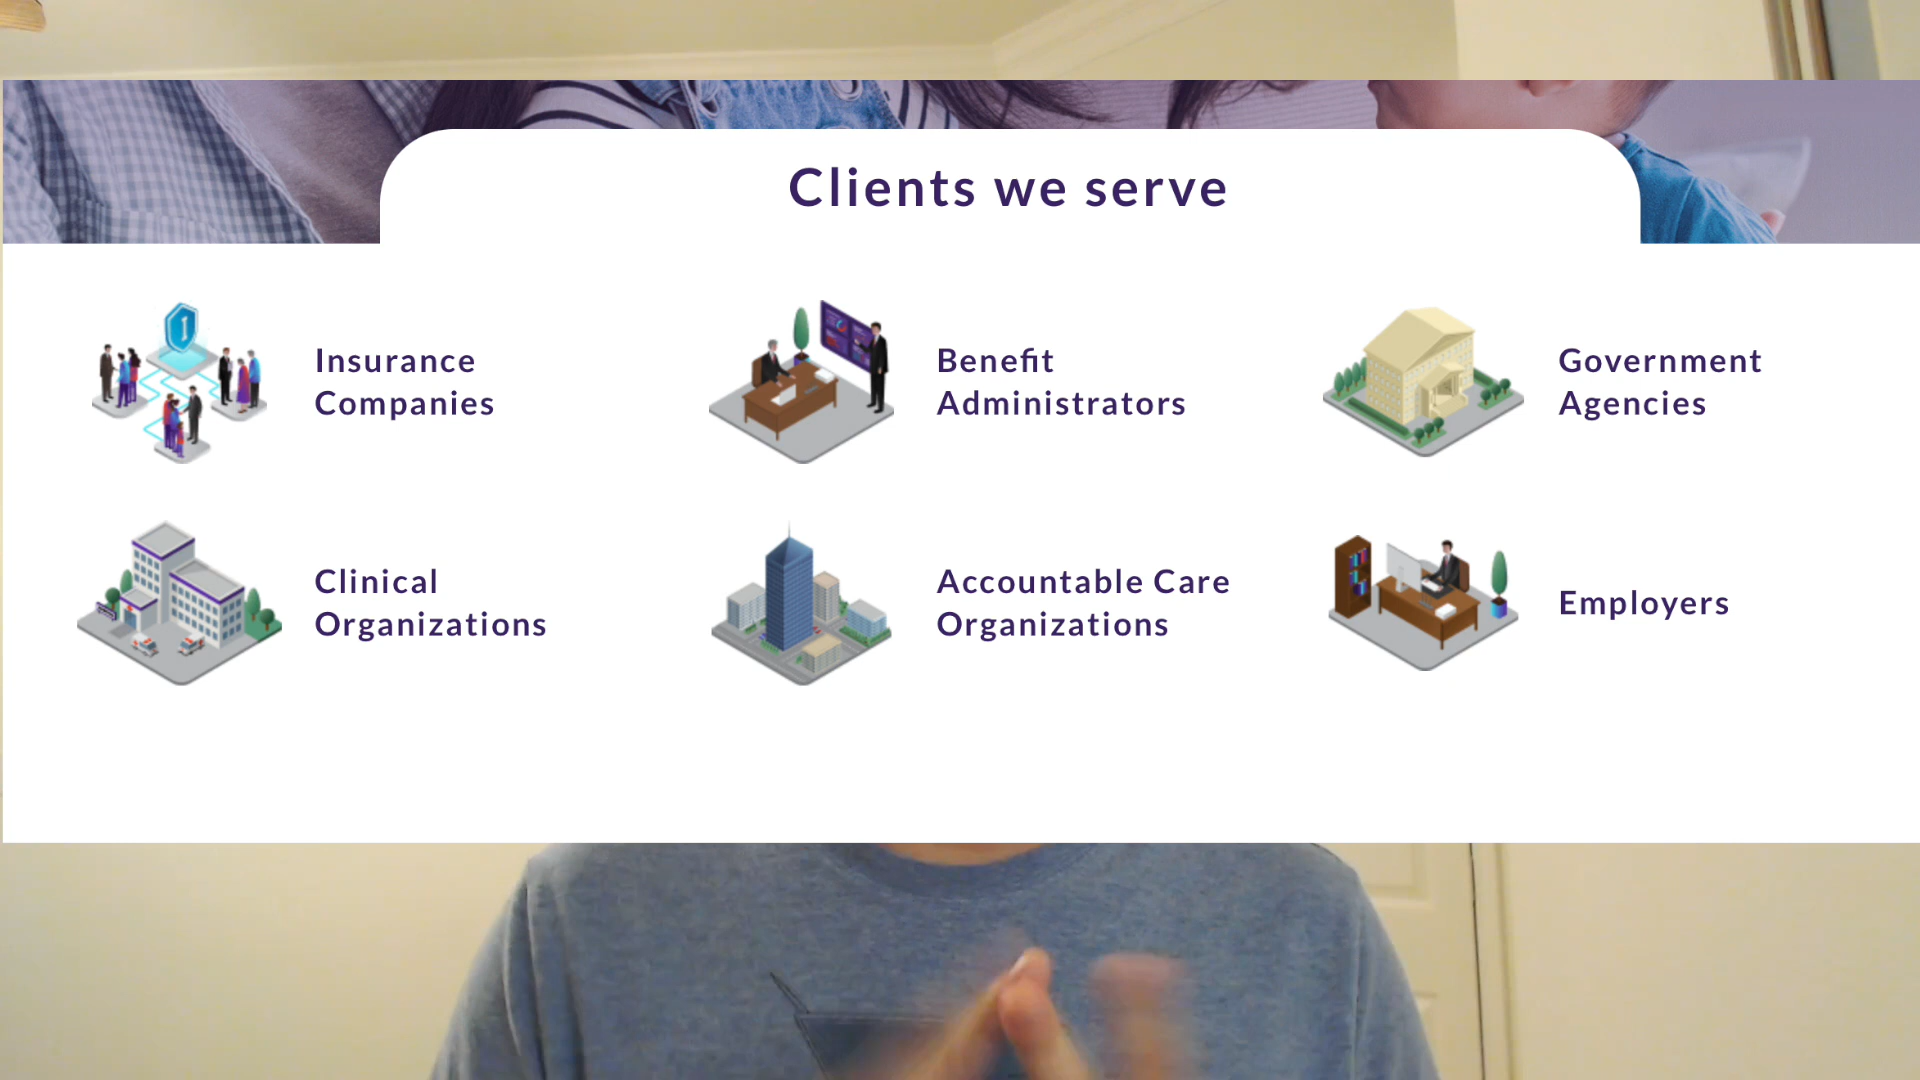 Clients we serve
Insurance
Companies
Benefit
Administrators
Government
Agencies
Clinical
Organizations
Accountable Care
Organizations
Employers